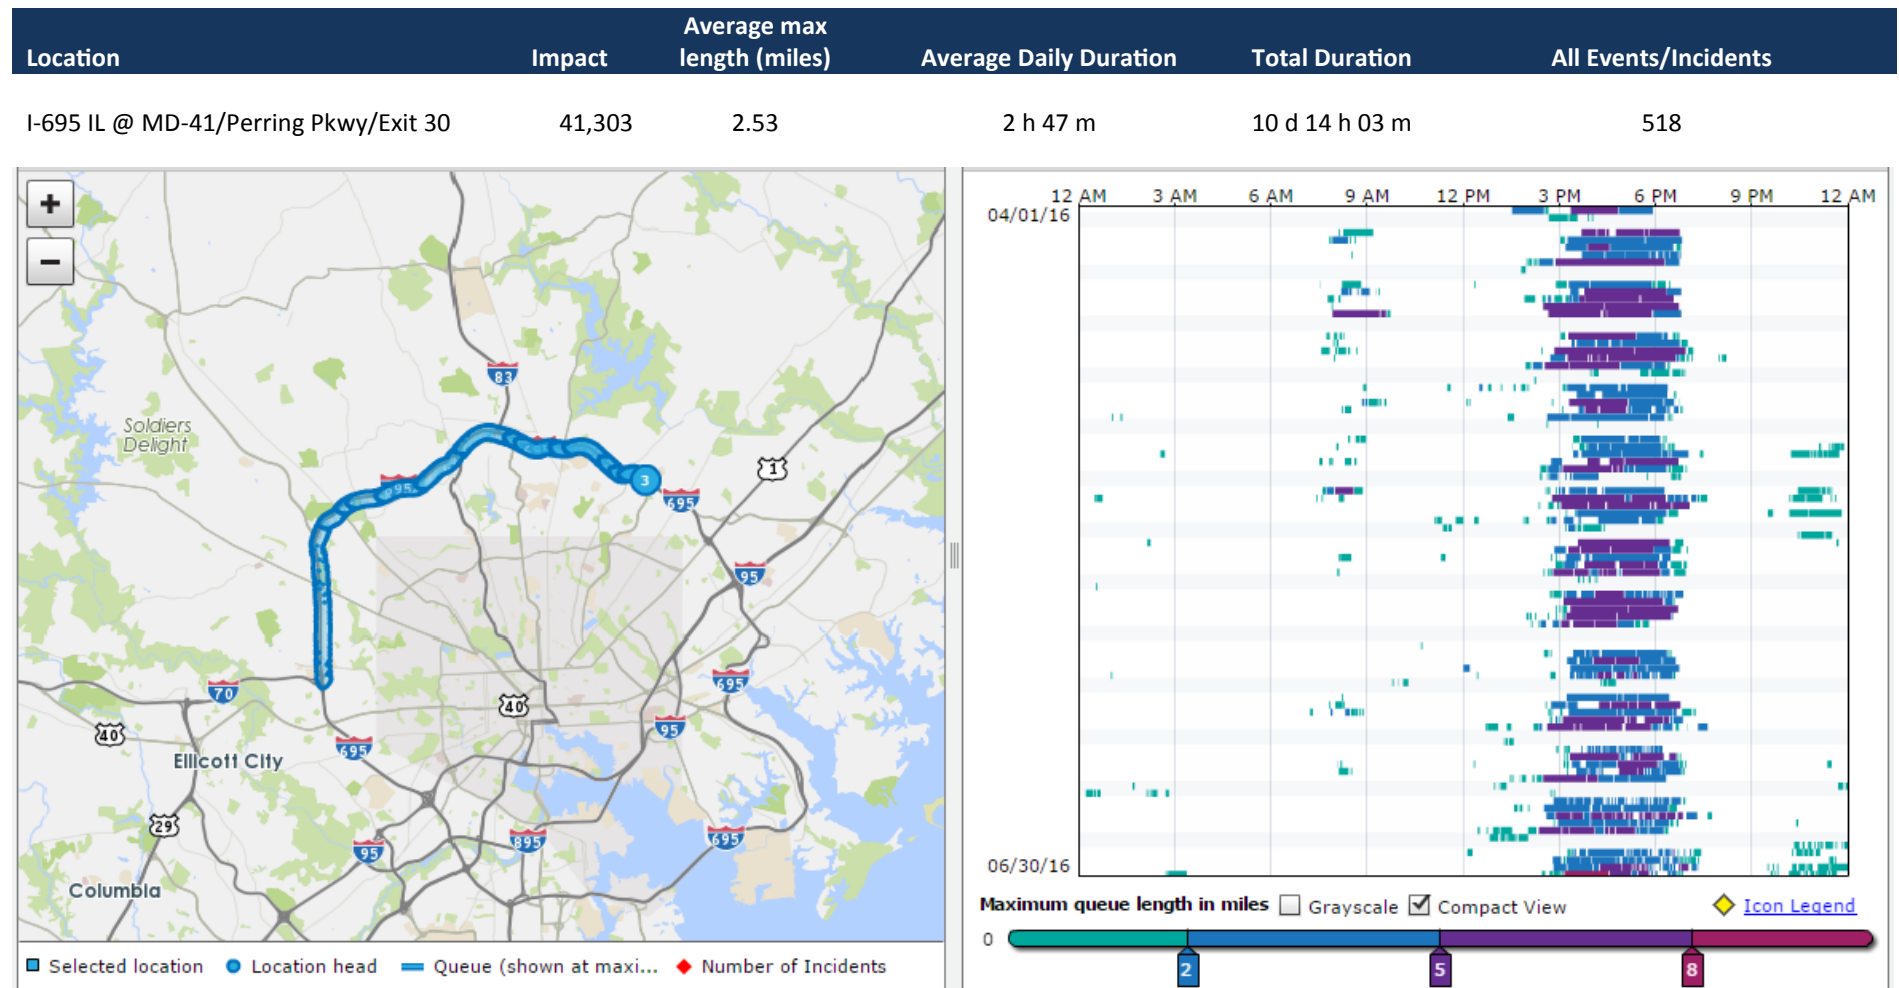 Location Impact Average max length (miles) Average Daily Duration Total Duration All Events/Incidents
I-695 IL @ MD-41/Perring Pkwy/Exit 30 41,303 2.53 2 h 47 m 10 d 14 h 03 m 518
+
−
83
Soldiers
Delight
1
695
3
695
95
70
695
40
40
95
695
Ellicott City
29
95
895
695
Columbia
Selected location Location head Queue (shown at maxi... Number of Incidents
12 AM 3 AM 6 AM 9 AM 12 PM 3 PM 6 PM 9 PM 12 AM
04/01/16
06/30/16
Maximum queue length in miles Grayscale Compact View Icon Legend
0
2 5 8